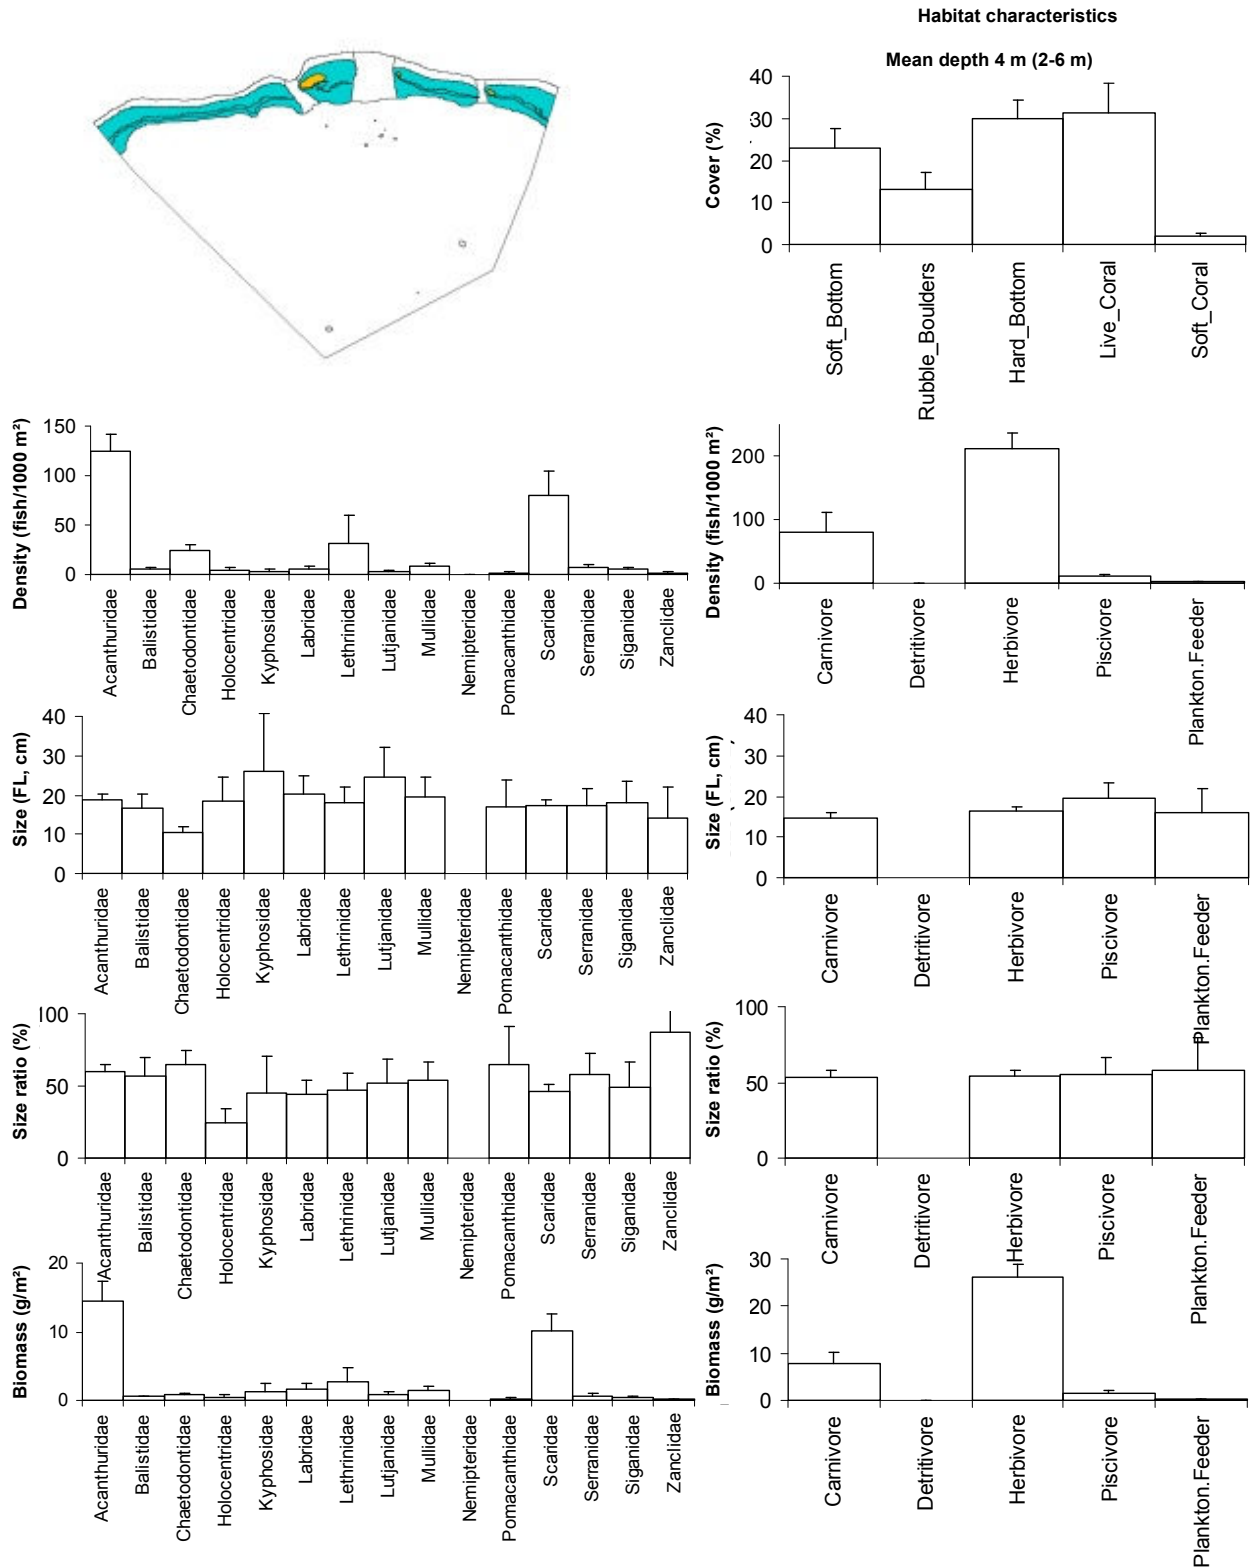 Habitat characteristics
Mean depth 4 m (2-6 m)
Cover (%)
40
30
20
10
0
Soft_Bottom
Rubble_Boulders
Hard_Bottom
Live_Coral
Soft_Coral
Density (fish/1000 m²)
150
100
50
0
Acanthuridae
Balistidae
Chaetodontidae
Holocentridae
Kyphosidae
Labridae
Lethrinidae
Lutjanidae
Mullidae
Nemipteridae
Pomacanthidae
Scaridae
Serranidae
Siganidae
Zanclidae
Density (fish/1000 m²)
200
100
0
Carnivore
Detritivore
Herbivore
Piscivore
Plankton.Feeder
Size (FL, cm)
40
30
20
10
0
Acanthuridae
Balistidae
Chaetodontidae
Holocentridae
Kyphosidae
Labridae
Lethrinidae
Lutjanidae
Mullidae
Nemipteridae
Pomacanthidae
Scaridae
Serranidae
Siganidae
Zanclidae
Size (FL, cm)
40
30
20
10
0
Carnivore
Detritivore
Herbivore
Piscivore
Plankton.Feeder
Size ratio (%)
100
50
0
Acanthuridae
Balistidae
Chaetodontidae
Holocentridae
Kyphosidae
Labridae
Lethrinidae
Lutjanidae
Mullidae
Nemipteridae
Pomacanthidae
Scaridae
Serranidae
Siganidae
Zanclidae
Size ratio (%)
100
50
0
Carnivore
Detritivore
Herbivore
Piscivore
Plankton.Feeder
Biomass (g/m²)
20
10
0
Acanthuridae
Balistidae
Chaetodontidae
Holocentridae
Kyphosidae
Labridae
Lethrinidae
Lutjanidae
Mullidae
Nemipteridae
Pomacanthidae
Scaridae
Serranidae
Siganidae
Zanclidae
Biomass (g/m²)
30
20
10
0
Carnivore
Detritivore
Herbivore
Piscivore
Plankton.Feeder